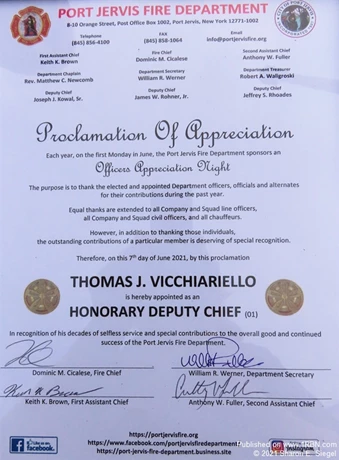 PORT JERVIS FIRE DEPARTMENT
8-10 Orange Street, Post Office Box 1002, Port Jervis, New York 12771-1002
Telephone
(845) 856-4100
FAX
(845) 858-1064
Email
info@portjervisfire.org
First Assistant Chief
Keith K. Brown
Fire Chief
Dominic M. Cicalese
Second Assistant Chief
Anthony W. Fuller
Department Chaplain
Rev. Matthew C. Newcomb
Department Secretary
William R. Werner
Department Treasurer
Robert A. Waligroski
Deputy Chief
Joseph J. Kowal, Sr.
Deputy Chief
James W. Rohner, Jr.
Deputy Chief
Jeffrey S. Rhoades
Proclamation Of Appreciation
Each year, on the first Monday in June, the Port Jervis Fire Department sponsors an
Officers Appreciation Night
The purpose is to thank the elected and appointed Department officers, officials and alternates
for their contributions during the past year.
Equal thanks are extended to all Company and Squad line officers,
all Company and Squad civil officers, and all chauffeurs.
However, in addition to thanking those individuals,
the outstanding contributions of a particular member is deserving of special recognition.
Therefore, on this 7th day of June 2021, by this proclamation
THOMAS J. VICCHIARIELLO
is hereby appointed as an
HONORARY DEPUTY CHIEF (01)
In recognition of his decades of selfless service and special contributions to the overall good and continued
success of the Port Jervis Fire Department.
Dominic M. Cicalese, Fire Chief
William R. Werner, Department Secretary
Keith K. Brown, First Assistant Chief
Anthony W. Fuller, Second Assistant Chief
facebook
https://portjervisfire.org
https://www.facebook.com/portjervisfiredepartment
https://portjervisfiredepartment.business.site